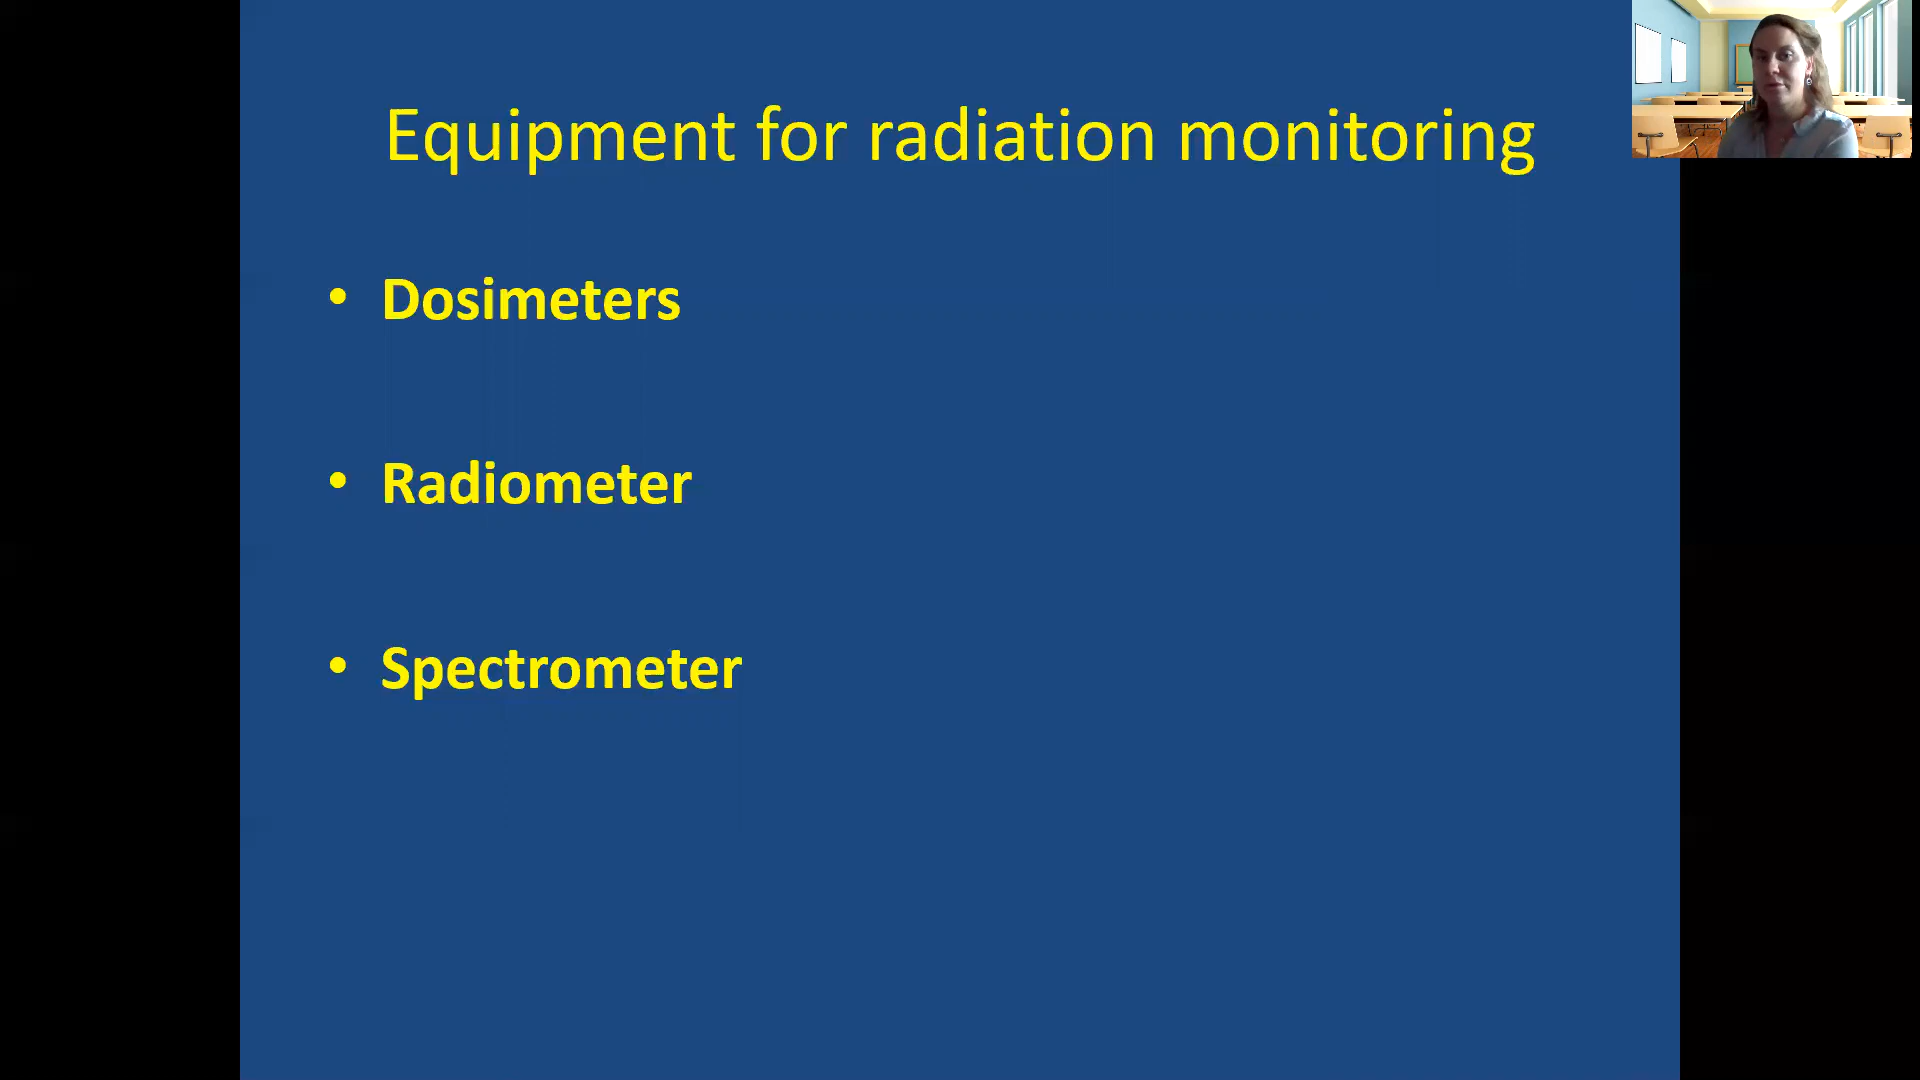 Equipment for radiation monitoring
• Dosimeters
• Radiometer
• Spectrometer